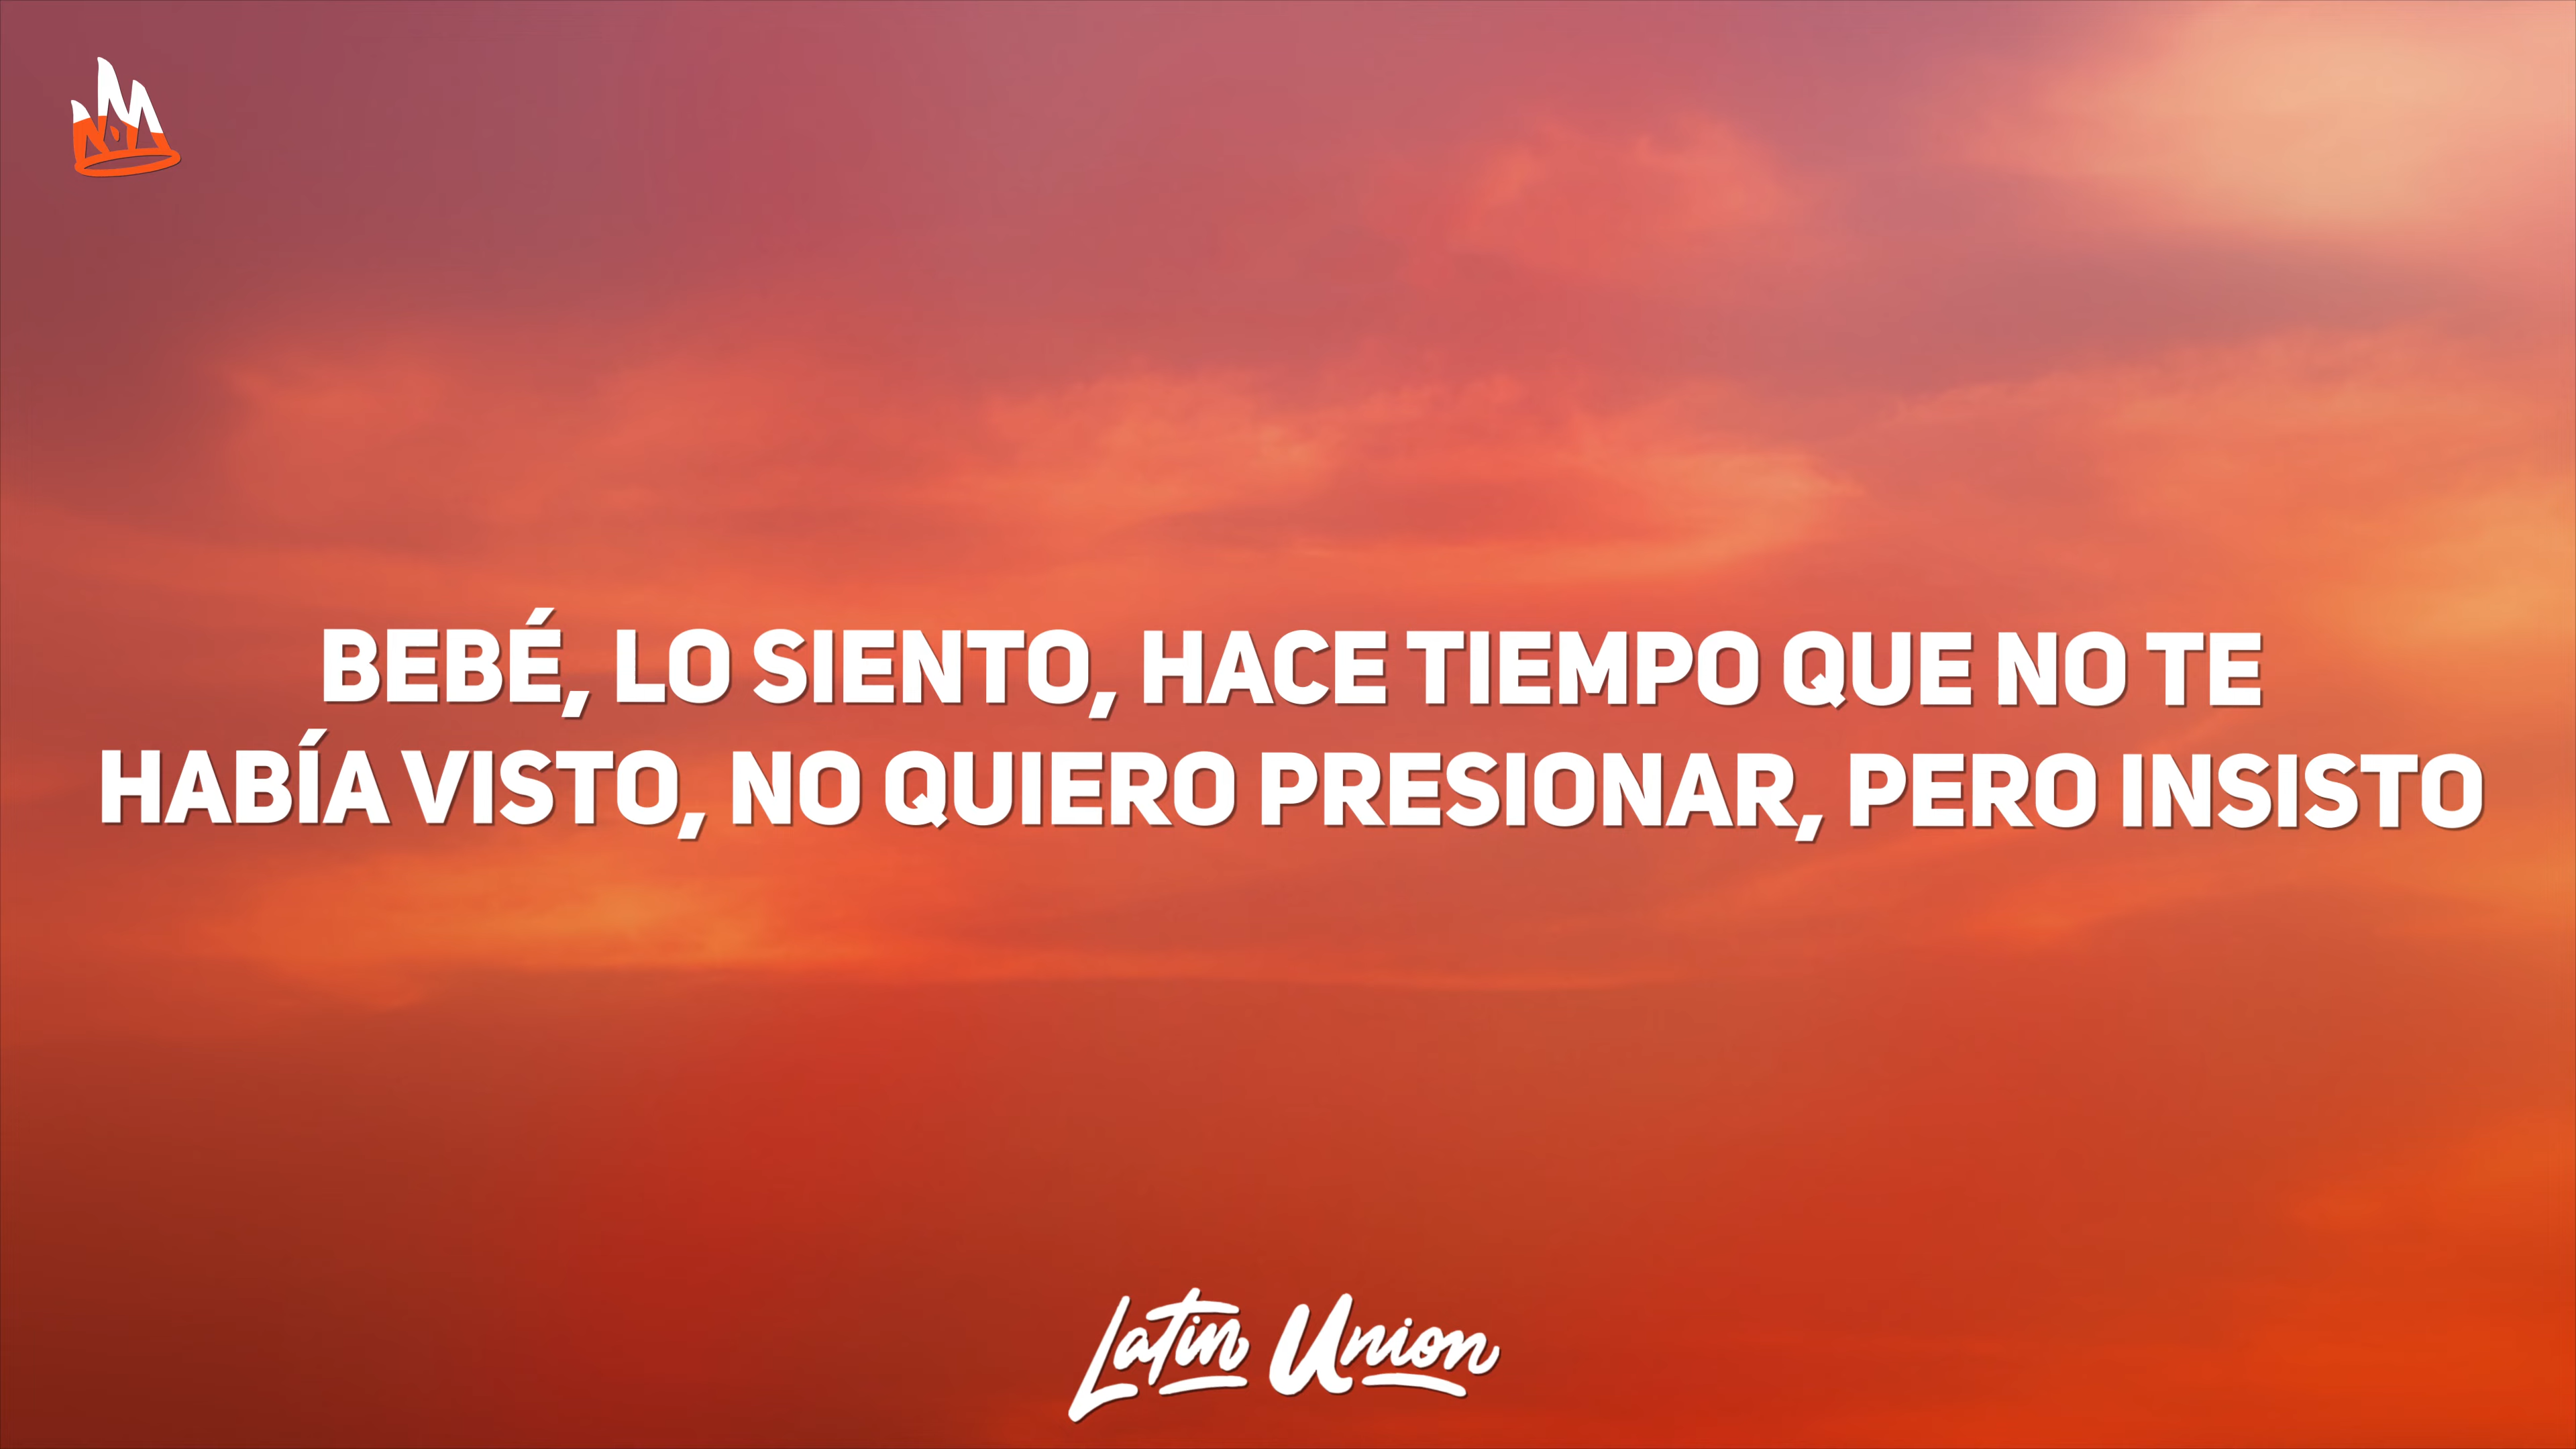 BEBÉ, LO SIENTO, HACE TIEMPO QUE NO TE
HABÍA VISTO, NO QUIERO PRESIONAR, PERO INSISTO
Latin Union